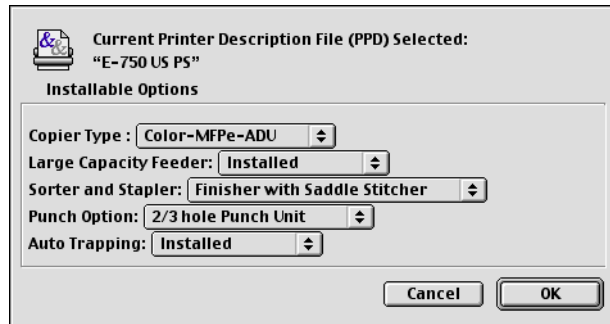 Current Printer Description File (PPD) Selected:
“E-750 US PS”
Installable Options
Copier Type : Color-MFPe-ADU
Large Capacity Feeder: Installed
Sorter and Stapler: Finisher with Saddle Stitcher
Punch Option: 2/3 hole Punch Unit
Auto Trapping: Installed
Cancel OK